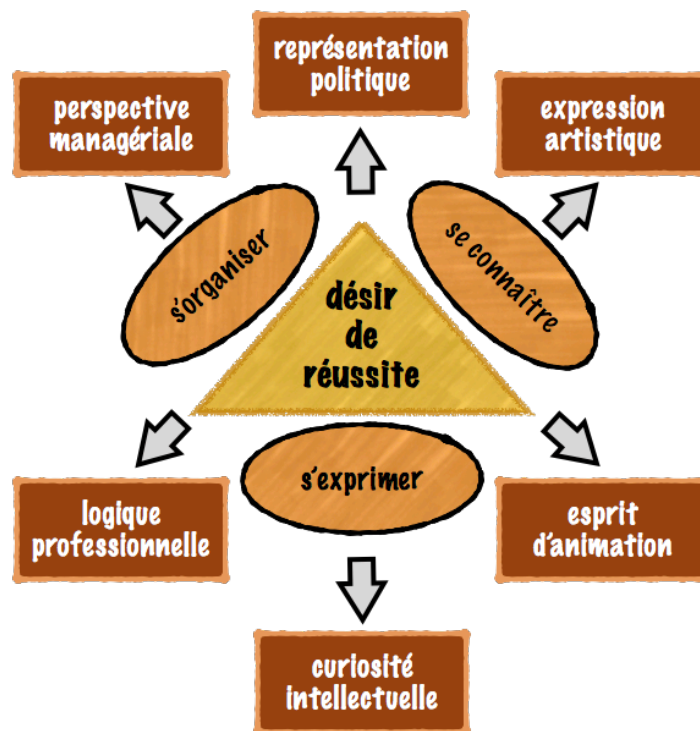 représentation
politique
perspective
managériale
expression
artistique
s'organiser
se connaître
désir
de
réussite
s'exprimer
logique
professionnelle
esprit
d'animation
curiosité
intellectuelle